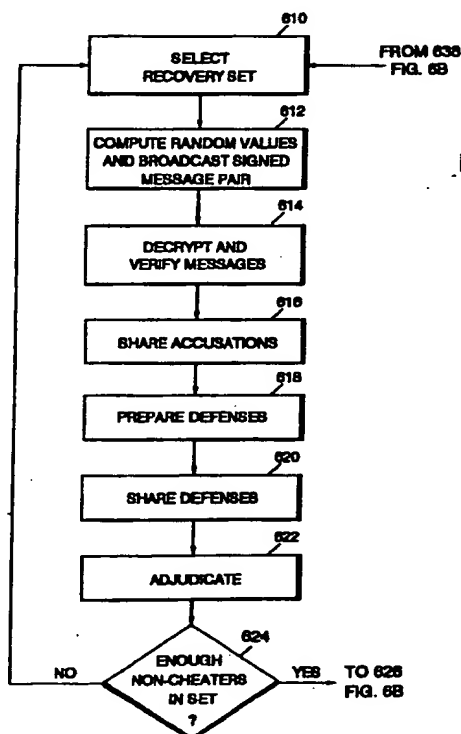 610
SELECT
RECOVERY SET
FROM 636
FIG. 6B
612
COMPUTE RANDOM VALUES
AND BROADCAST SIGNED
MESSAGE PAIR
614
DECRYPT AND
VERIFY MESSAGES
616
SHARE ACCUSATIONS
618
PREPARE DEFENSES
620
SHARE DEFENSES
622
ADJUDICATE
624
ENOUGH
NON-CHEATERS
IN SET
?
NO
YES
TO 626
FIG. 6B